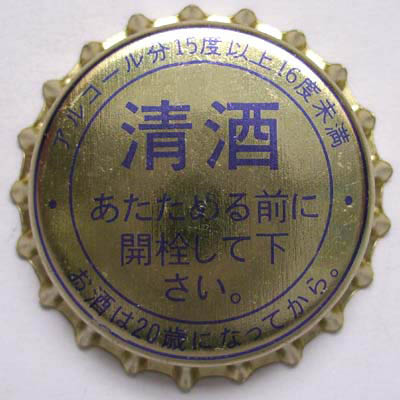 アルコール分15度以上16度未満
清酒
あたためる前に
開栓して下
さい。
お酒は20歳になってから。